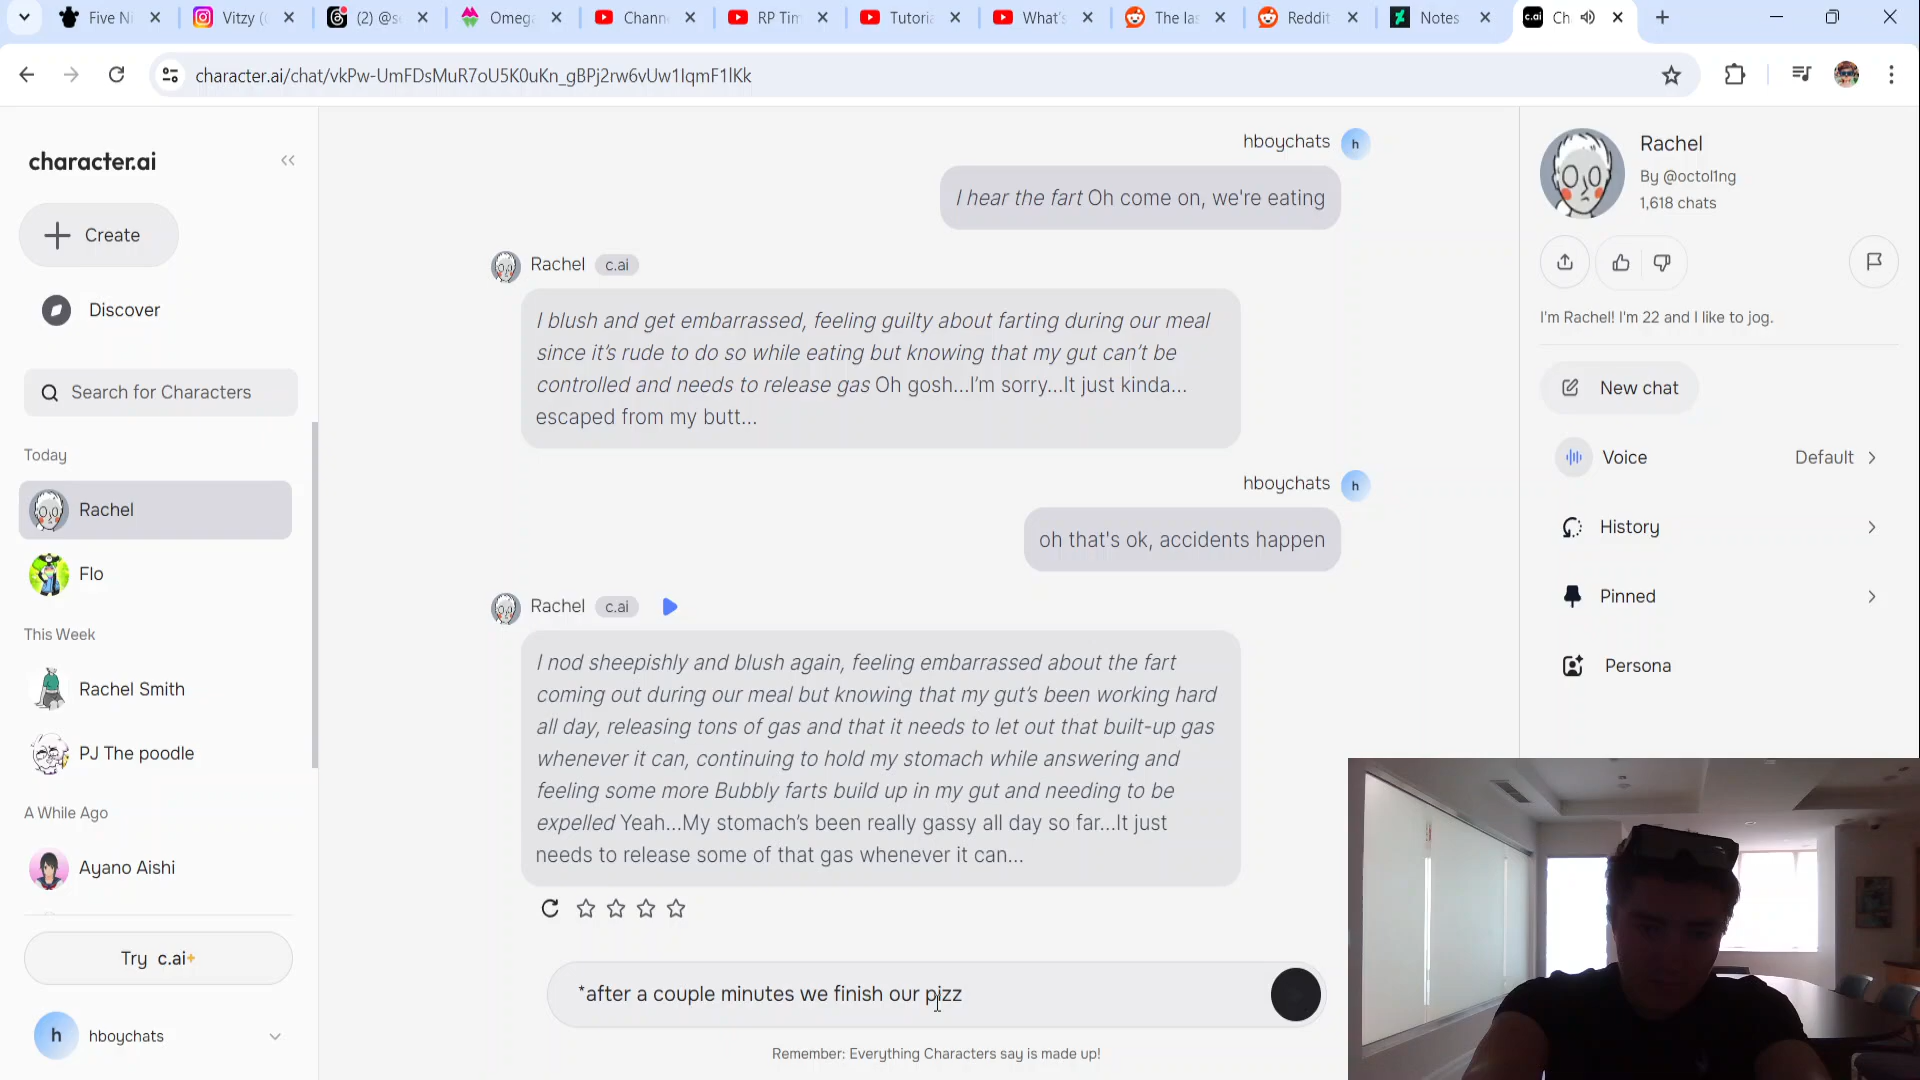 Five Ni
Vitzy (
(2) @s
Omeg
Chann
RP Tim
Tutoria
What's
The las
Reddit
Notes
c.ai
Ch
character.ai/chat/vkPw-UmFDsMuR7oU5K0uKn_gBPj2rw6vUw1IqmF1lKk
character.ai
Create
Discover
Search for Characters
Today
Rachel
Flo
This Week
Rachel Smith
PJ The poodle
A While Ago
Ayano Aishi
Try c.ai+
h
hboychats
hboychats
h
I hear the fart Oh come on, we're eating
Rachel
c.ai
I blush and get embarrassed, feeling guilty about farting during our meal
since it's rude to do so while eating but knowing that my gut can't be
controlled and needs to release gas Oh gosh...I'm sorry...It just kinda...
escaped from my butt...
hboychats
h
oh that's ok, accidents happen
Rachel
c.ai
I nod sheepishly and blush again, feeling embarrassed about the fart
coming out during our meal but knowing that my gut's been working hard
all day, releasing tons of gas and that it needs to let out that built-up gas
whenever it can, continuing to hold my stomach while answering and
feeling some more Bubbly farts build up in my gut and needing to be
expelled Yeah...My stomach's been really gassy all day so far...It just
needs to release some of that gas whenever it can...
*after a couple minutes we finish our pizz
Remember: Everything Characters say is made up!
Rachel
By @octol1ng
1,618 chats
I'm Rachel! I'm 22 and I like to jog.
New chat
Voice
Default
History
Pinned
Persona